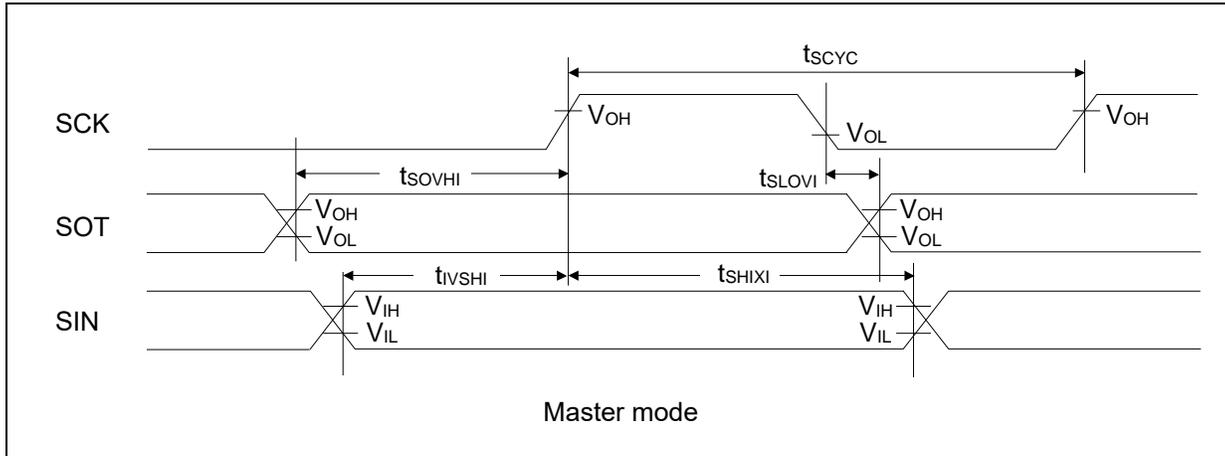 tSCYC
SCK
VOH
VOL
VOH
tSOVHI
tSLOVI
SOT
VOH
VOL
VOH
VOL
tIVSHI
tSHIXI
SIN
VIH
VIL
VIH
VIL
Master mode